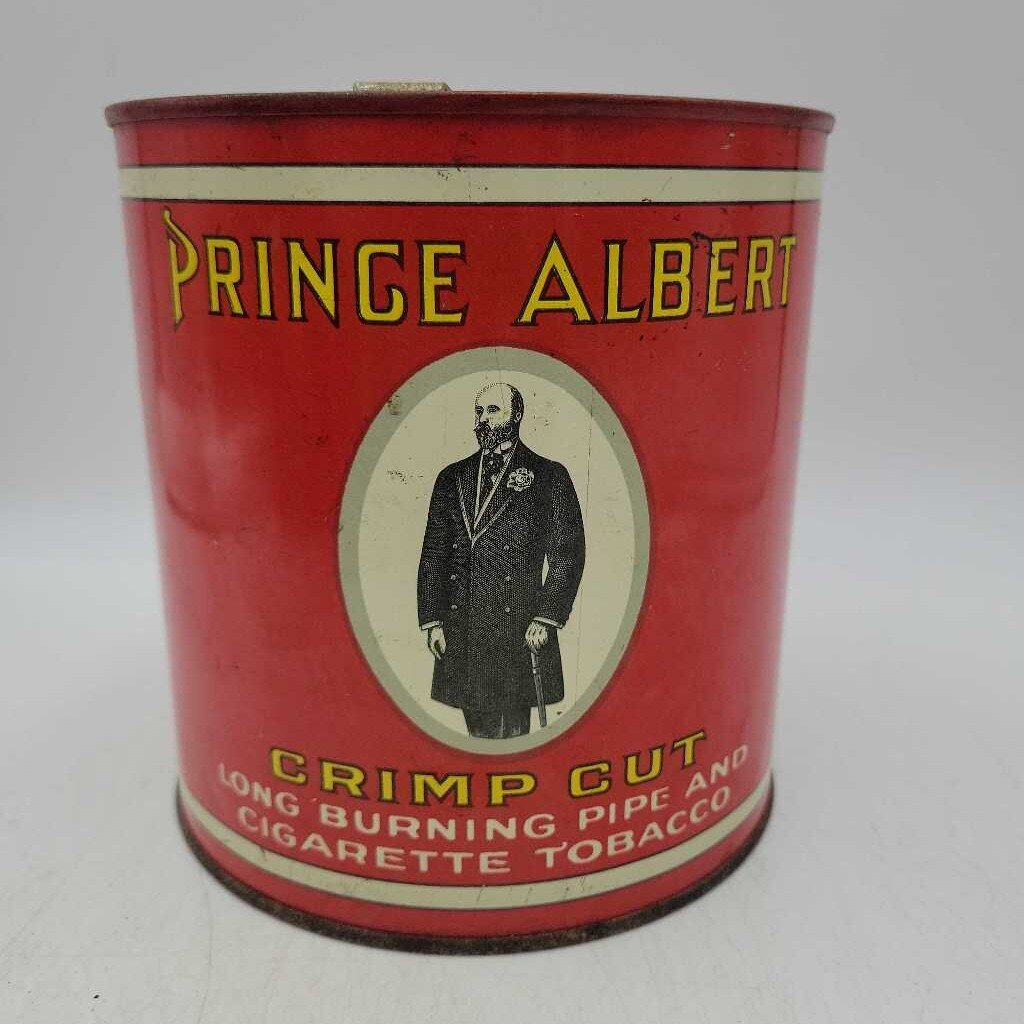 PRINCE ALBERT
CRIMP CUT
LONG BURNING PIPE AND
CIGARETTE TOBACCO